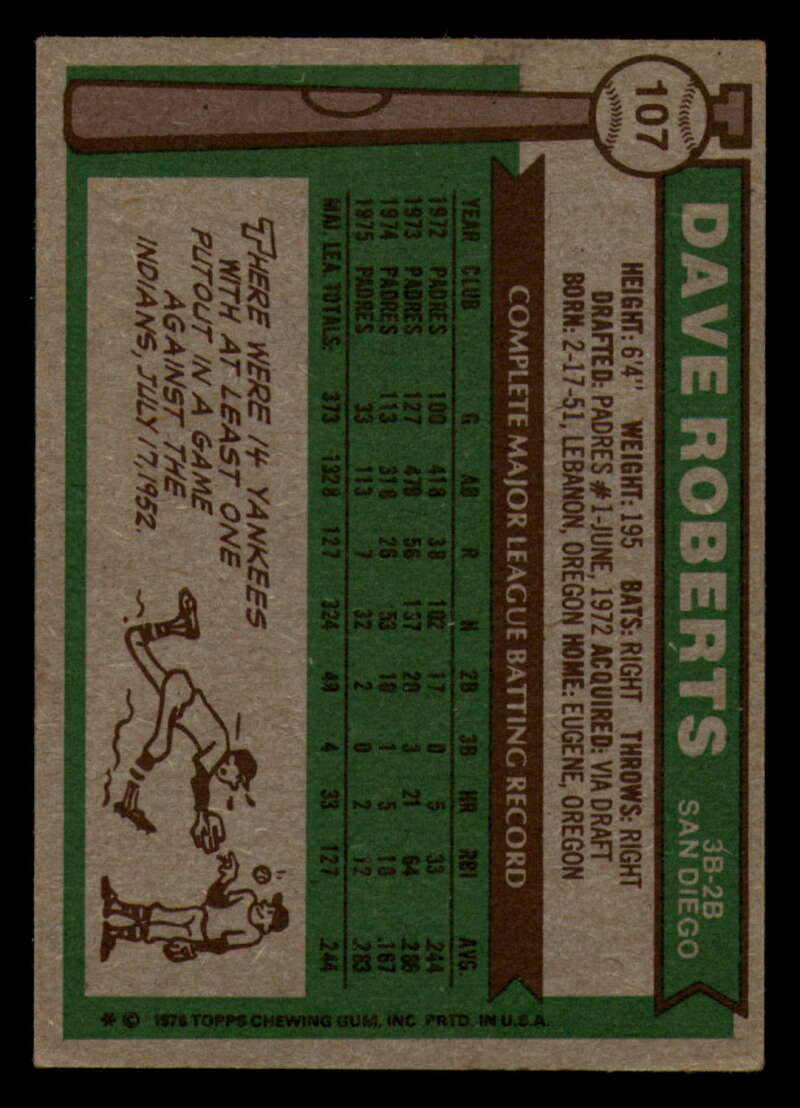 107
DAVE ROBERTS
3B-2B
SAN DIEGO
HEIGHT: 6'4" WEIGHT: 195 BATS: RIGHT THROWS: RIGHT
DRAFTED: PADRES #1-JUNE, 1972 ACQUIRED: VIA DRAFT
BORN: 2-17-51, LEBANON, OREGON HOME: EUGENE, OREGON
COMPLETE MAJOR LEAGUE BATTING RECORD
YEAR CLUB G AB R H 2B 3B HR RBI AVG.
1972 PADRES 100 418 38 102 17 0 5 33 .244
1973 PADRES 127 479 56 137 20 3 21 64 .286
1974 PADRES 113 318 26 53 10 1 5 18 .167
1975 PADRES 33 113 7 32 2 0 2 12 .283
MAJ. LEA. TOTALS: 373 1328 127 324 49 4 33 127 .244
THERE WERE 14 YANKEES
WITH AT LEAST ONE
PUTOUT IN A GAME
AGAINST THE
INDIANS, JULY 17, 1952.
* © 1976 TOPPS CHEWING GUM, INC. PRTD. IN U.S.A.